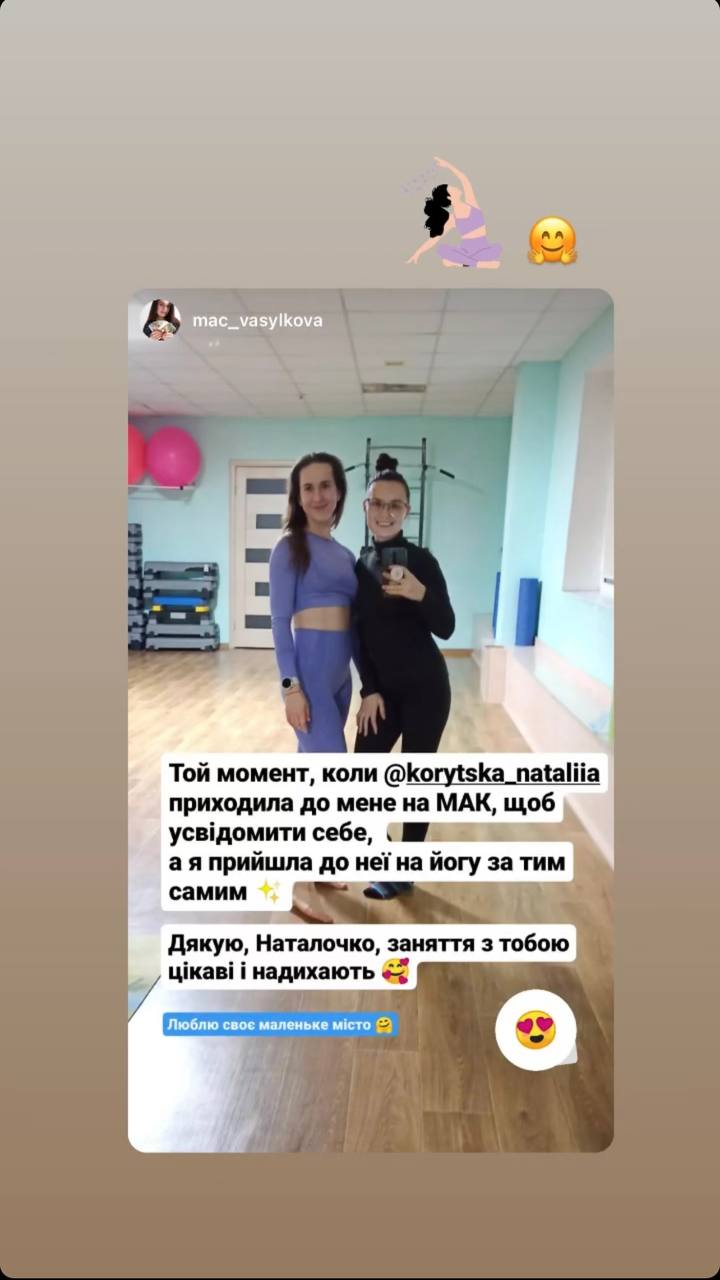 mac_vasylkova
Той момент, коли @korytska_nataliia
приходила до мене на МАК, щоб
усвідомити себе,
а я прийшла до неї на йогу за тим
самим ✨
Дякую, Наталочко, заняття з тобою
цікаві і надихають 🥰
Люблю своє маленьке місто 🤗